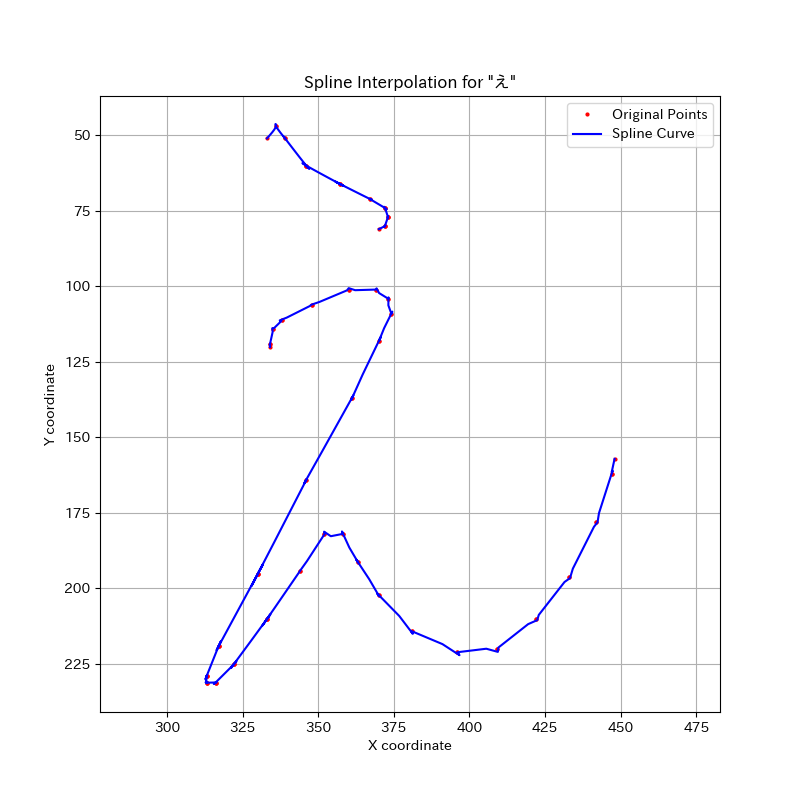 Spline Interpolation for "え"
Original Points
Spline Curve
50
75
100
125
150
175
200
225
Y coordinate
え
300 325 350 375 400 425 450 475
X coordinate